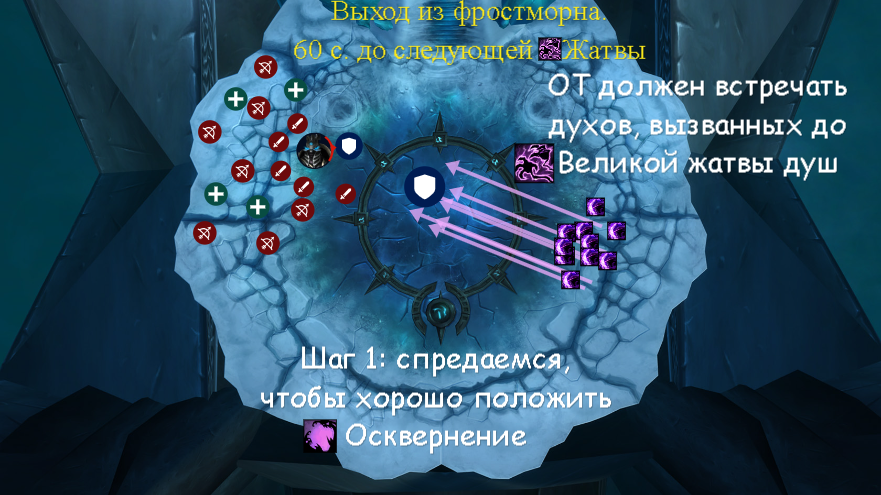 Выход из фростморна.
60 с. до следующей Жатвы
ОТ должен встречать
духов, вызванных до
Великой жатвы душ
Шаг 1: спредаемся,
чтобы хорошо положить
Осквернение